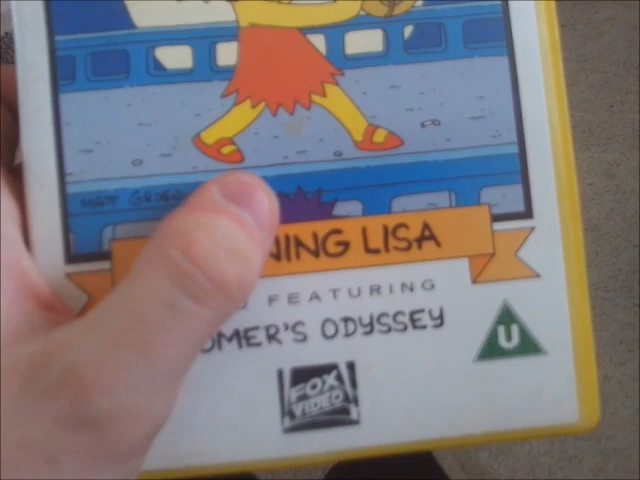 MATT GROENING
NING LISA
FEATURING
OMER'S ODYSSEY
U
FOX
VIDEO